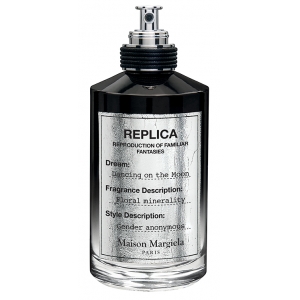 REPLICA
REPRODUCTION OF FAMILIAR
FANTASIES
Dream:
Dancing on the Moon
Fragrance Description:
Floral minerality
Style Description:
Gender anonymous
Maison Margiela
PARIS